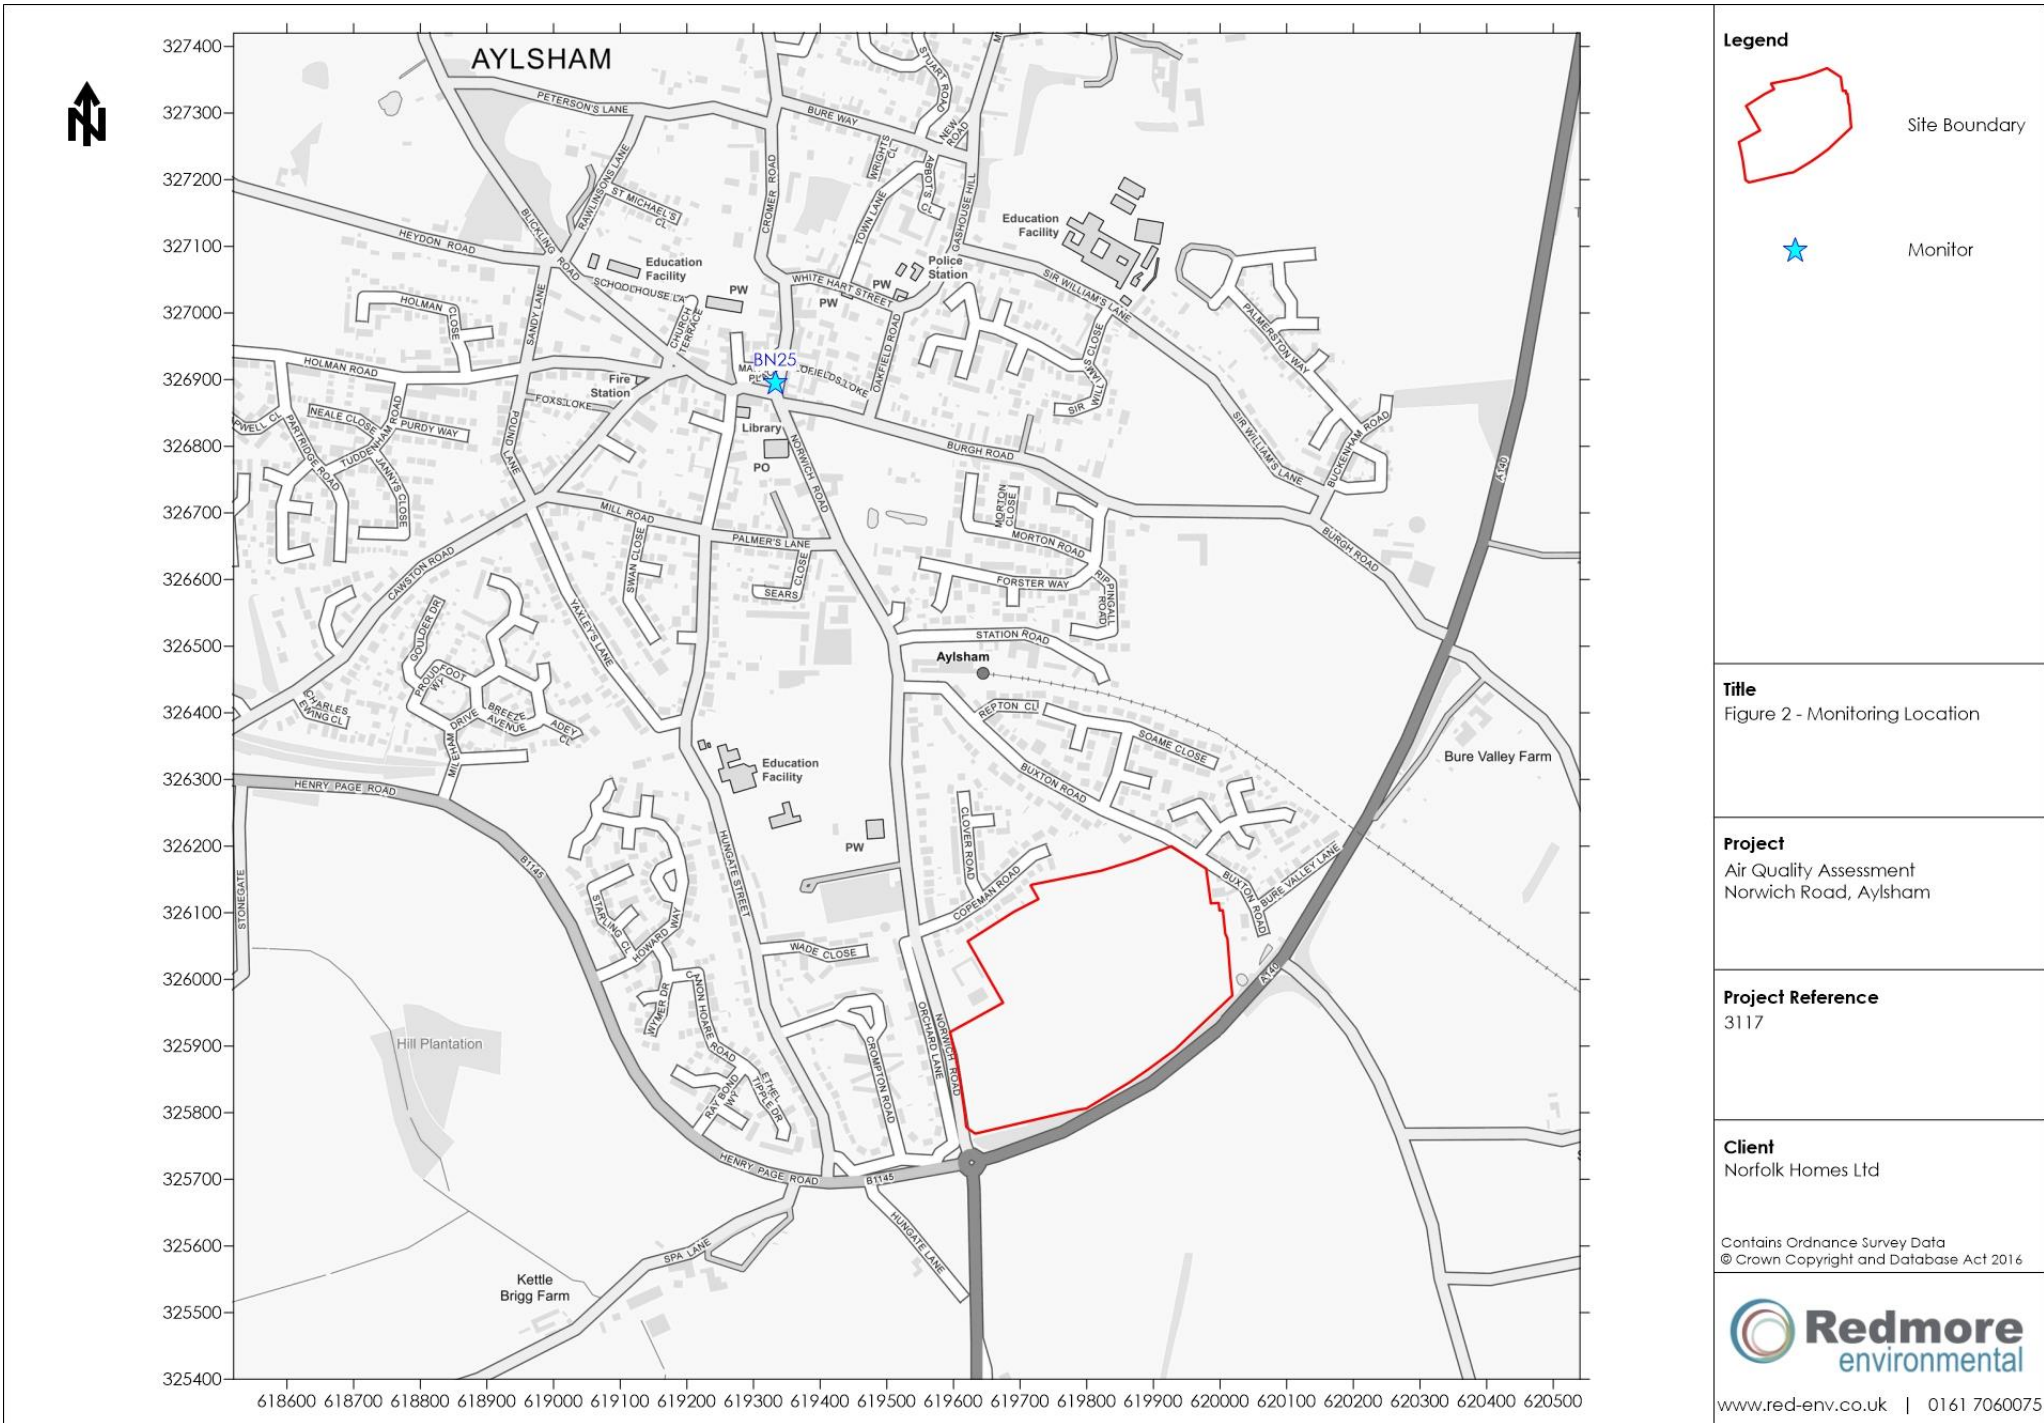 AYLSHAM
N
327400
327300
327200
327100
327000
326900
326800
326700
326600
326500
326400
326300
326200
326100
326000
325900
325800
325700
325600
325500
325400
618600 618700 618800 618900 619000 619100 619200 619300 619400 619500 619600 619700 619800 619900 620000 620100 620200 620300 620400 620500
PETERSON'S LANE
BURE WAY
STUART ROAD
NEW ROAD
WRIGHTS CL
ABBOTS CL
RAWLINSONS LANE
ST MICHAEL'S CL
CROMER ROAD
TOWN LANE
GASHOUSE HILL
Education Facility
HEYDON ROAD
BLICKLING ROAD
Education Facility
SCHOOLHOUSE LA
PW
WHITE HART STREET
PW
PW
Police Station
SIR WILLIAM'S LANE
PALMERSTON WAY
HOLMAN CLOSE
SANDY LANE
CHURCH TERRACE
BN25
OAKFIELD ROAD
SIR WILLIAMS CLOSE
HOLMAN ROAD
Fire Station
FOXS LOKE
NEALE CLOSE
PURDY WAY
TUDDENHAM ROAD
PARTRIDGE ROAD
JANNYS CLOSE
POUND LANE
Library
PO
NORWICH ROAD
BURGH ROAD
SIR WILLIAM'S LANE
BUCKENHAM ROAD
A140
MILL ROAD
PALMER'S LANE
MORTON CLOSE
MORTON ROAD
BURGH ROAD
CAWSTON ROAD
SWAN CLOSE
SEARS CLOSE
FORSTER WAY
RIPPINGALL ROAD
YAXLEY'S LANE
GOULDER DR
STATION ROAD
Aylsham
PROUDFOOT WY
CHARLES EWING CL
BREEZE AVENUE
ADEY CL
MILEHAM DRIVE
REPTON CL
SOAME CLOSE
Bure Valley Farm
HENRY PAGE ROAD
Education Facility
BUXTON ROAD
CLOVER ROAD
PW
COPEMAN ROAD
B1145
HUNGATE STREET
BUXTON ROAD
BURE VALLEY LANE
STONEGATE
STARLING CL
HOWARD WAY
WADE CLOSE
A140
WYMER DR
CANON HOARE ROAD
ORCHARD LANE
NORWICH ROAD
Hill Plantation
CROMPTON ROAD
RAY BOND WY
ETHEL TIPPLE DR
HENRY PAGE ROAD
B1145
SPA LANE
HUNGATE LANE
Kettle
Brigg Farm
Legend
Site Boundary
Monitor
Title
Figure 2 - Monitoring Location
Project
Air Quality Assessment
Norwich Road, Aylsham
Project Reference
3117
Client
Norfolk Homes Ltd
Contains Ordnance Survey Data
© Crown Copyright and Database Act 2016
Redmore
environmental
www.red-env.co.uk | 0161 7060075